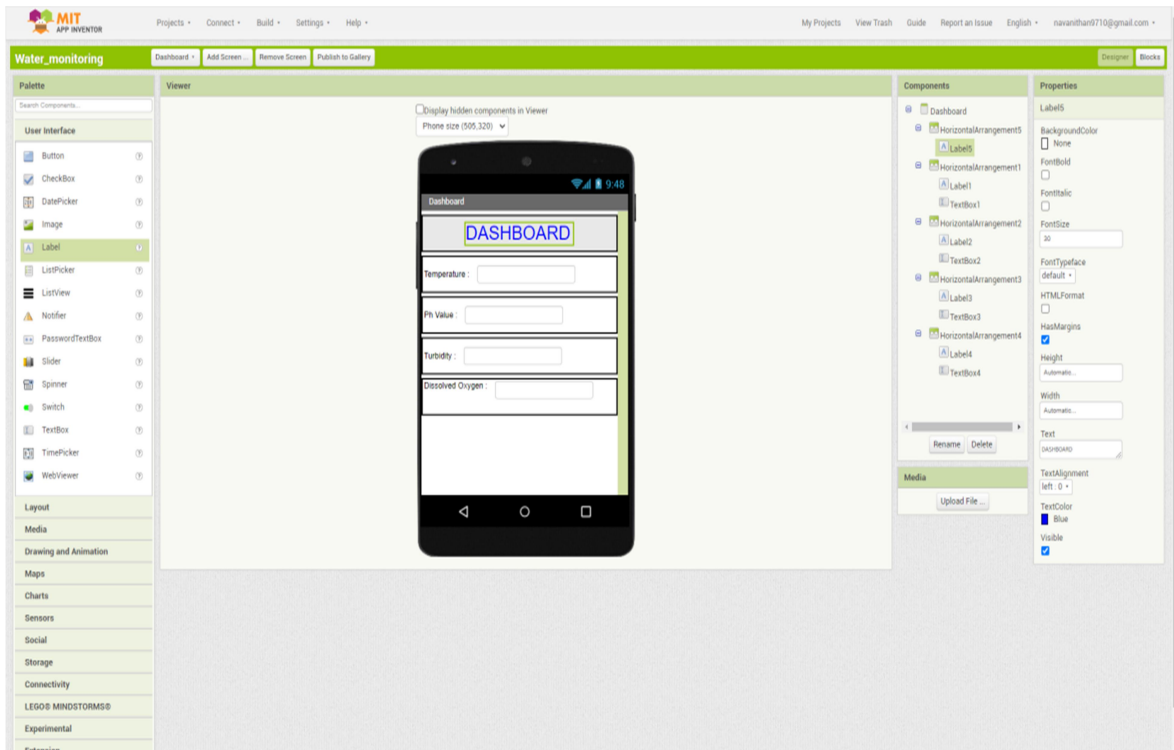 MIT
APP INVENTOR
Projects Connect Build Settings Help My Projects View Trash Guide Report an Issue English navanithan9710@gmail.com
Water_monitoring Dashboard Add Screen ... Remove Screen Publish to Gallery Designer Blocks
Palette
Search Components...
User Interface
Button
CheckBox
DatePicker
Image
Label
ListPicker
ListView
Notifier
PasswordTextBox
Slider
Spinner
Switch
TextBox
TimePicker
WebViewer
Layout
Media
Drawing and Animation
Maps
Charts
Sensors
Social
Storage
Connectivity
LEGO® MINDSTORMS®
Experimental
Extension
Viewer
Display hidden components in Viewer
Phone size (505,320)
9:48
Dashboard
DASHBOARD
Temperature :
Ph Value :
Turbidity :
Dissolved Oxygen :
Components
Dashboard
HorizontalArrangement5
Label5
HorizontalArrangement1
Label1
TextBox1
HorizontalArrangement2
Label2
TextBox2
HorizontalArrangement3
Label3
TextBox3
HorizontalArrangement4
Label4
TextBox4
Rename Delete
Media
Upload File ...
Properties
Label5
BackgroundColor
None
FontBold
FontItalic
FontSize
30
FontTypeface
default
HTMLFormat
HasMargins
Height
Automatic...
Width
Automatic...
Text
DASHBOARD
TextAlignment
left : 0
TextColor
Blue
Visible